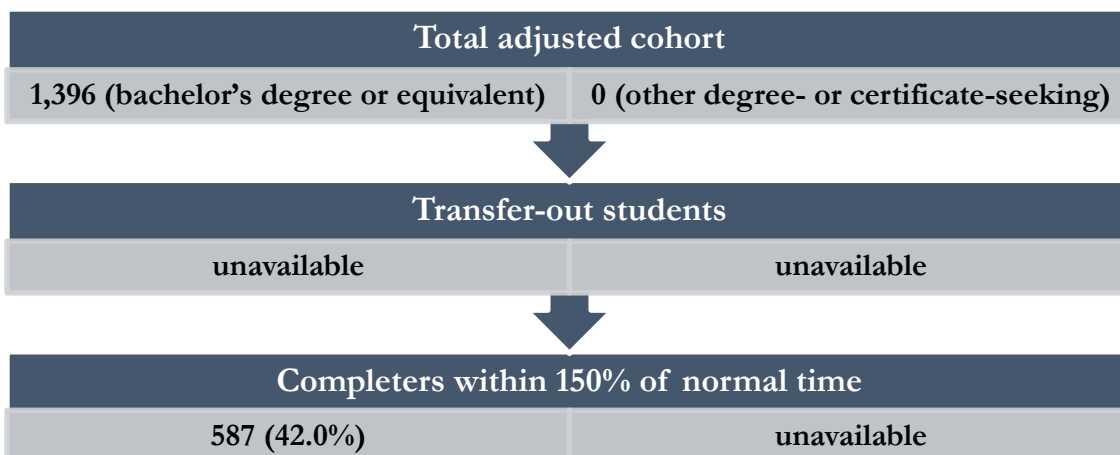 Total adjusted cohort
1,396 (bachelor's degree or equivalent) 0 (other degree- or certificate-seeking)
Transfer-out students
unavailable unavailable
Completers within 150% of normal time
587 (42.0%) unavailable